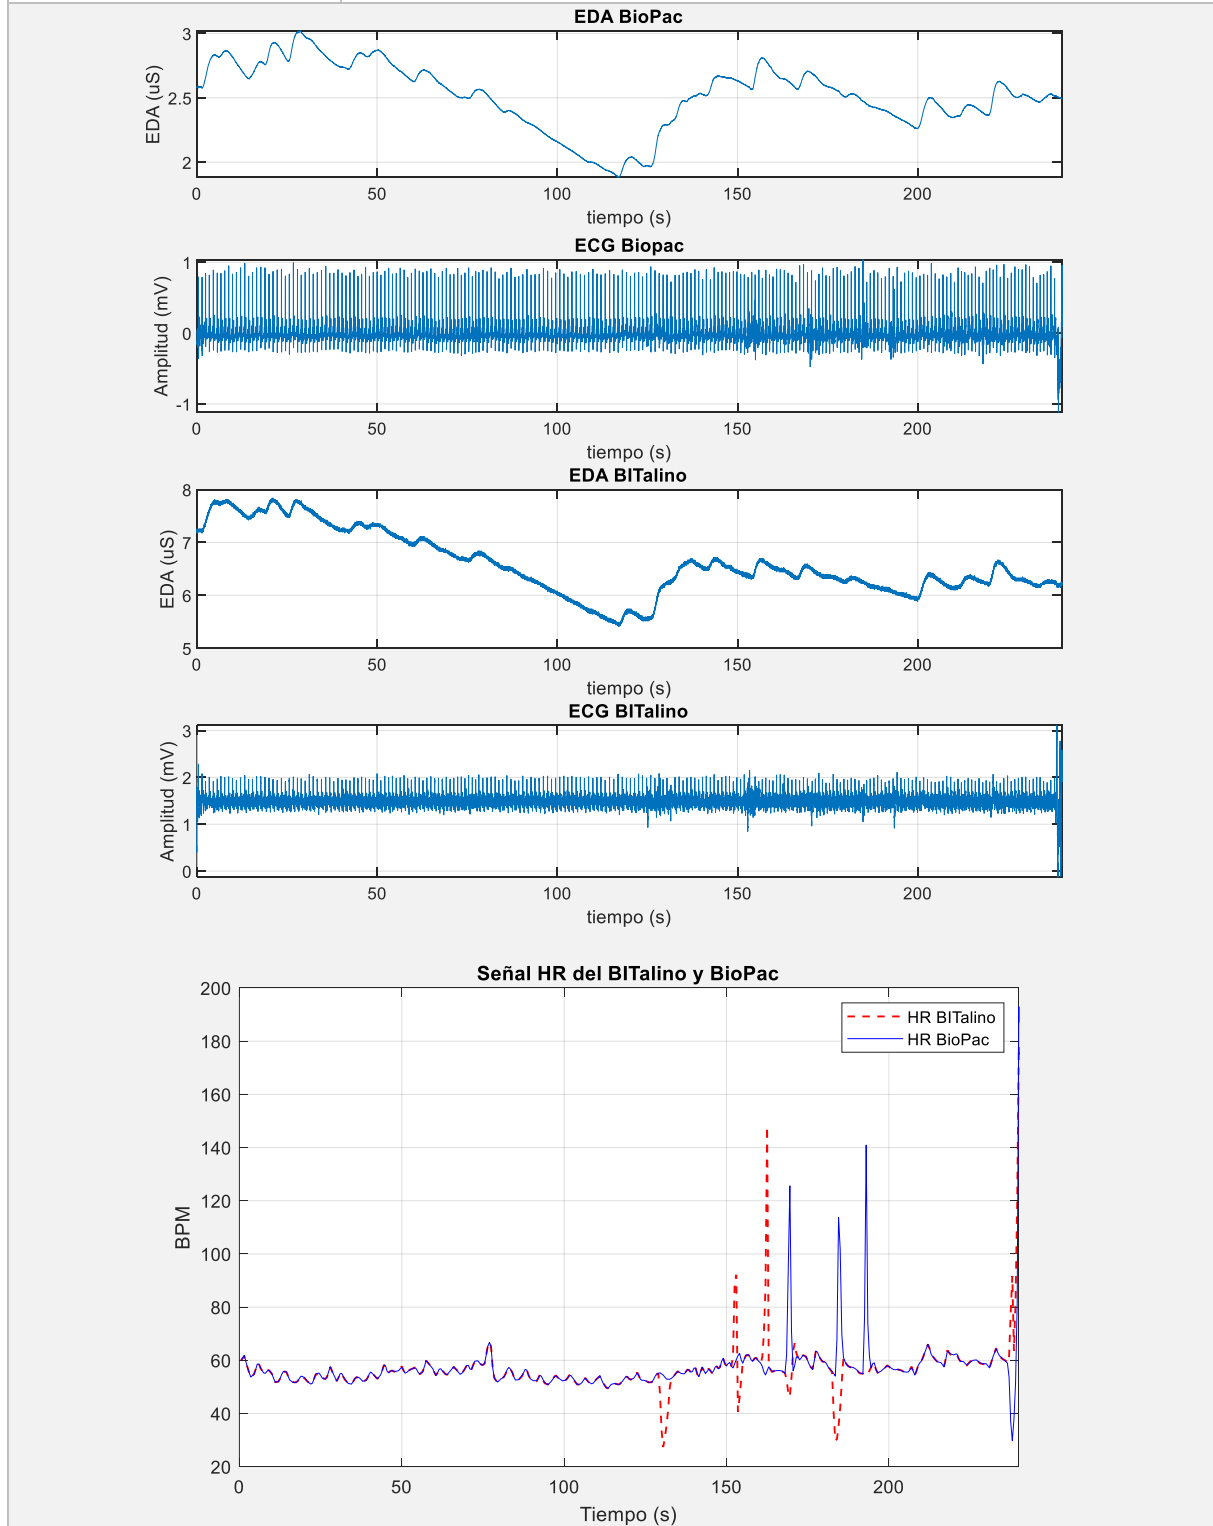 EDA BioPac
3
2.5
2
EDA (uS)
0 50 100 150 200
tiempo (s)
ECG Biopac
1
0
-1
Amplitud (mV)
0 50 100 150 200
tiempo (s)
EDA BITalino
8
7
6
5
EDA (uS)
0 50 100 150 200
tiempo (s)
ECG BITalino
3
2
1
0
Amplitud (mV)
0 50 100 150 200
tiempo (s)
Señal HR del BITalino y BioPac
200
180
160
140
120
100
80
60
40
20
BPM
HR BITalino
HR BioPac
0 50 100 150 200
Tiempo (s)